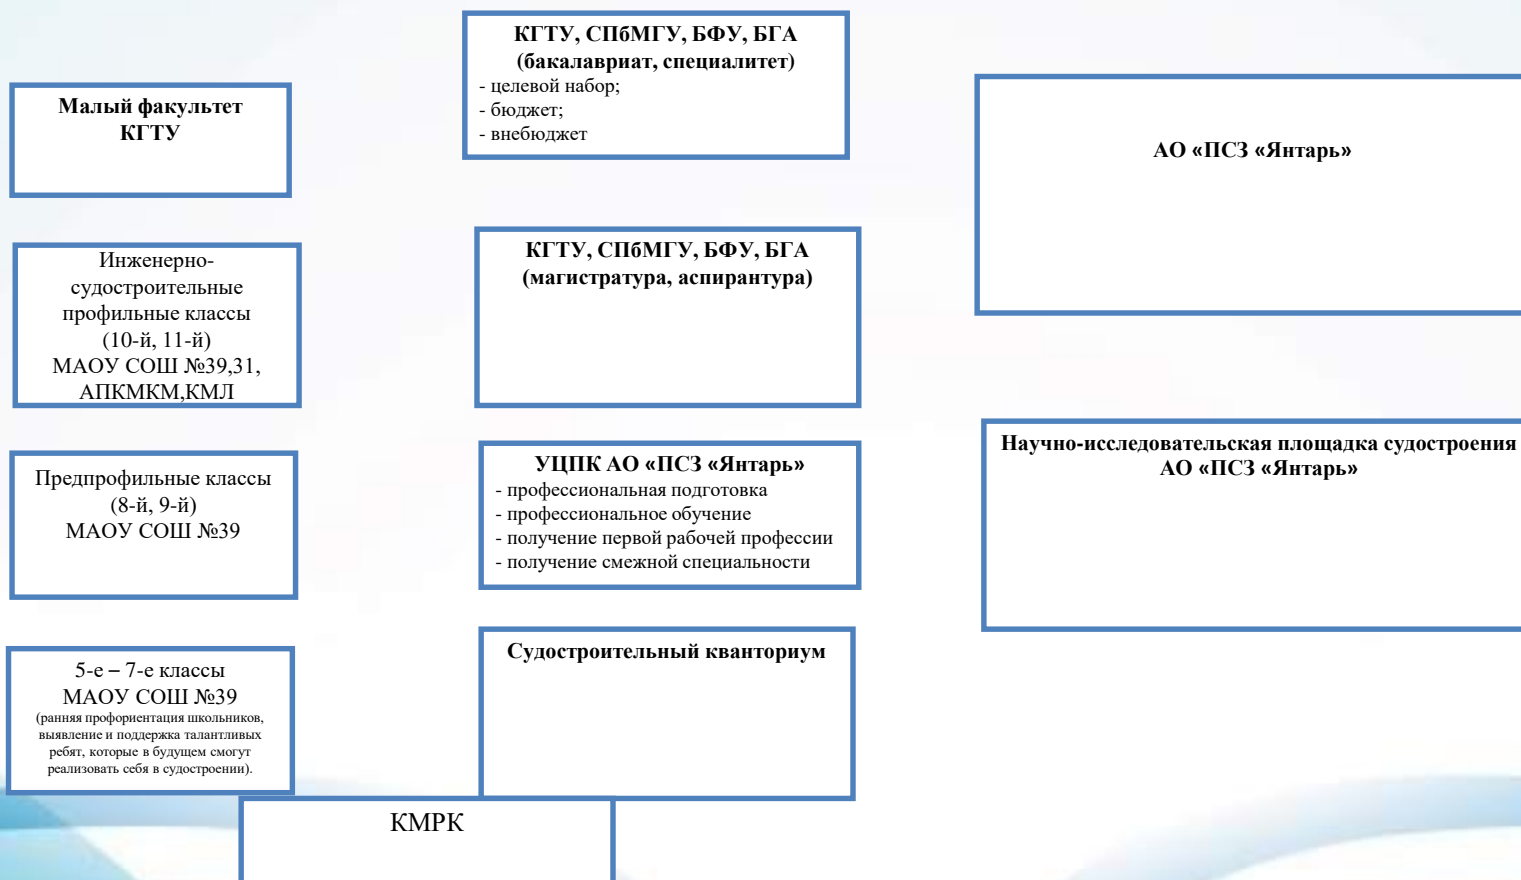 Малый факультет
КГТУ
Инженерно-
судостроительные
профильные классы
(10-й, 11-й)
МАОУ СОШ №39,31,
АПКМКМ,КМЛ
Предпрофильные классы
(8-й, 9-й)
МАОУ СОШ №39
5-е – 7-е классы
МАОУ СОШ №39
(ранняя профориентация школьников,
выявление и поддержка талантливых
ребят, которые в будущем смогут
реализовать себя в судостроении).
КГТУ, СПбМГУ, БФУ, БГА
(бакалавриат, специалитет)
- целевой набор;
- бюджет;
- внебюджет
КГТУ, СПбМГУ, БФУ, БГА
(магистратура, аспирантура)
УЦПК АО «ПСЗ «Янтарь»
- профессиональная подготовка
- профессиональное обучение
- получение первой рабочей профессии
- получение смежной специальности
Судостроительный кванториум
КМРК
АО «ПСЗ «Янтарь»
Научно-исследовательская площадка судостроения
АО «ПСЗ «Янтарь»